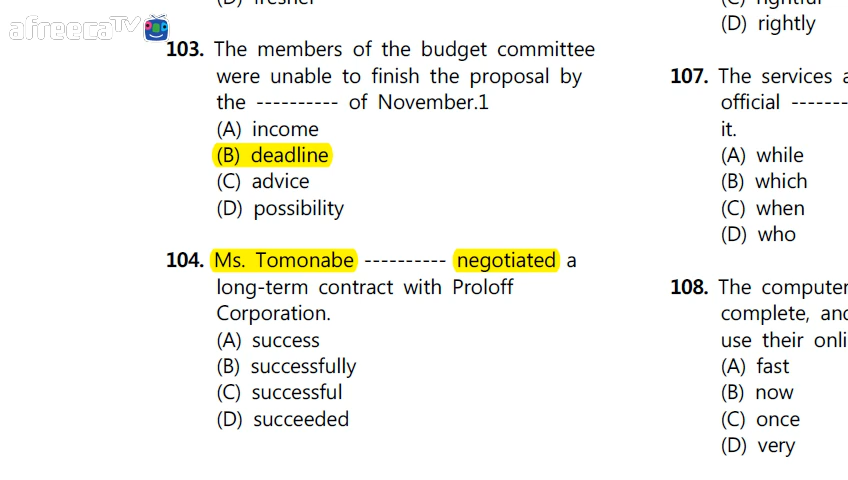 afreecaTV
(D) fresher
103. The members of the budget committee
were unable to finish the proposal by
the ---------- of November.1
(A) income
(B) deadline
(C) advice
(D) possibility
104. Ms. Tomonabe ---------- negotiated a
long-term contract with Proloff
Corporation.
(A) success
(B) successfully
(C) successful
(D) succeeded
(C) rightful
(D) rightly
107. The services
official -------
it.
(A) while
(B) which
(C) when
(D) who
108. The computer
complete, and
use their onli
(A) fast
(B) now
(C) once
(D) very